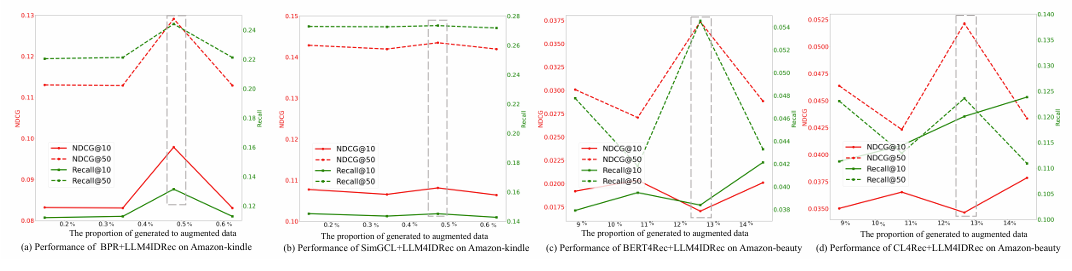 0.13
0.12
0.11
0.10
0.09
0.08
NDCG
0.24
0.22
0.20
0.18
0.16
0.14
0.12
Recall
NDCG@10
NDCG@50
Recall@10
Recall@50
0.2% 0.3% 0.4% 0.5% 0.6%
The proportion of generated to augmented data
(a) Performance of BPR+LLM4IDRec on Amazon-kindle
0.15
0.14
0.13
0.12
0.11
0.10
NDCG
0.28
0.26
0.24
0.22
0.20
0.18
0.16
0.14
Recall
NDCG@10
NDCG@50
Recall@10
Recall@50
0.2% 0.3% 0.4% 0.5% 0.6%
The proportion of generated to augmented data
(b) Performance of SimGCL+LLM4IDRec on Amazon-kindle
0.0375
0.0350
0.0325
0.0300
0.0275
0.0250
0.0225
0.0200
0.0175
NDCG
0.054
0.052
0.050
0.048
0.046
0.044
0.042
0.040
0.038
Recall
NDCG@10
NDCG@50
Recall@10
Recall@50
9% 10% 11% 12% 13% 14%
The proportion of generated to augmented data
(c) Performance of BERT4Rec+LLM4IDRec on Amazon-beauty
0.0525
0.0500
0.0475
0.0450
0.0425
0.0400
0.0375
0.0350
NDCG
0.140
0.135
0.130
0.125
0.120
0.115
0.110
0.105
0.100
Recall
NDCG@10
NDCG@50
Recall@10
Recall@50
9% 10% 11% 12% 13% 14%
The proportion of generated to augmented data
(d) Performance of CL4Rec+LLM4IDRec on Amazon-beauty